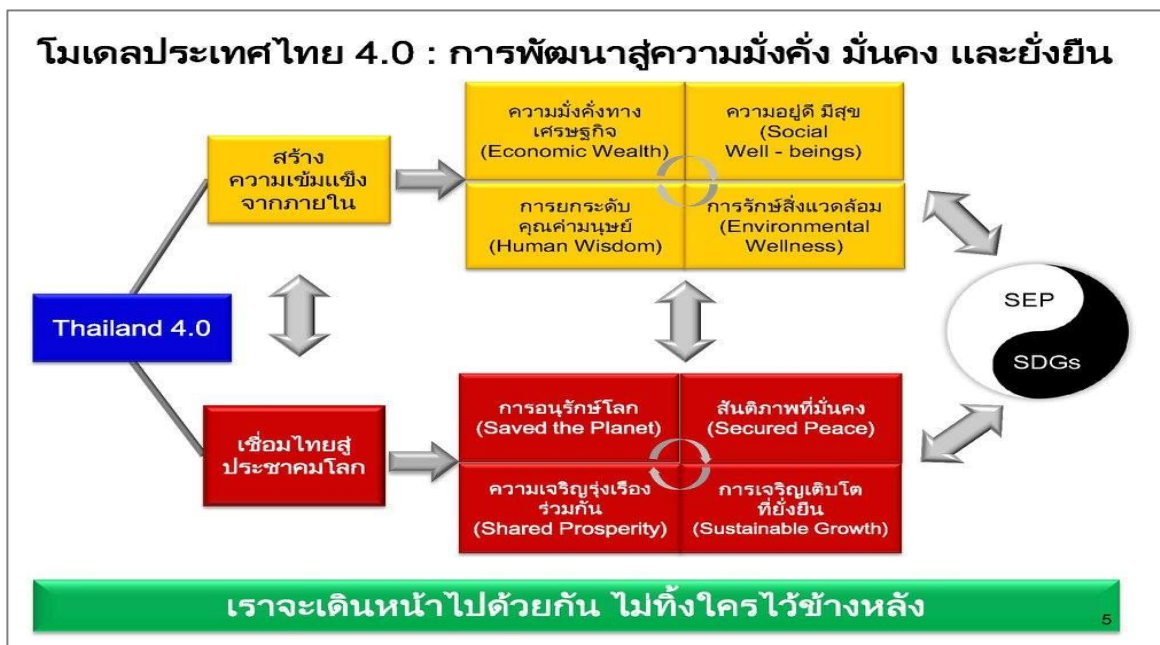 โมเดลประเทศไทย 4.0 : การพัฒนาสู่ความมั่งคั่ง มั่นคง และยั่งยืน
สร้าง
ความเข้มแข็ง
จากภายใน
ความมั่งคั่งทาง
เศรษฐกิจ
(Economic Wealth)
ความอยู่ดี มีสุข
(Social
Well - beings)
การยกระดับ
คุณค่ามนุษย์
(Human Wisdom)
การรักษ์สิ่งแวดล้อม
(Environmental
Wellness)
Thailand 4.0
SEP
SDGs
เชื่อมไทยสู่
ประชาคมโลก
การอนุรักษ์โลก
(Saved the Planet)
สันติภาพที่มั่นคง
(Secured Peace)
ความเจริญรุ่งเรือง
ร่วมกัน
(Shared Prosperity)
การเจริญเติบโต
ที่ยั่งยืน
(Sustainable Growth)
เราจะเดินหน้าไปด้วยกัน ไม่ทิ้งใครไว้ข้างหลัง
5